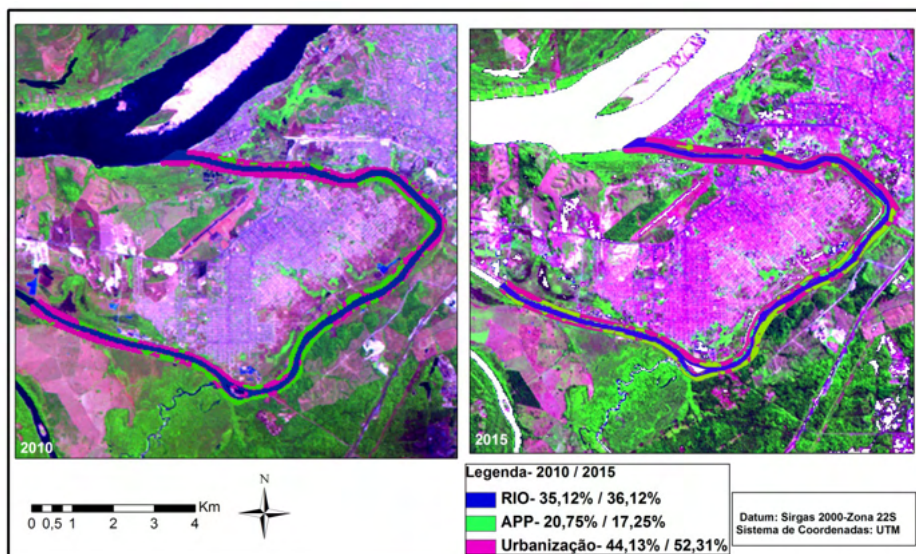 2010
2015
N
Km
0 0,5 1 2 3 4
Legenda- 2010 / 2015
RIO- 35,12% / 36,12%
APP- 20,75% / 17,25%
Urbanização- 44,13% / 52,31%
Datum: Sirgas 2000-Zona 22S
Sistema de Coordenadas: UTM